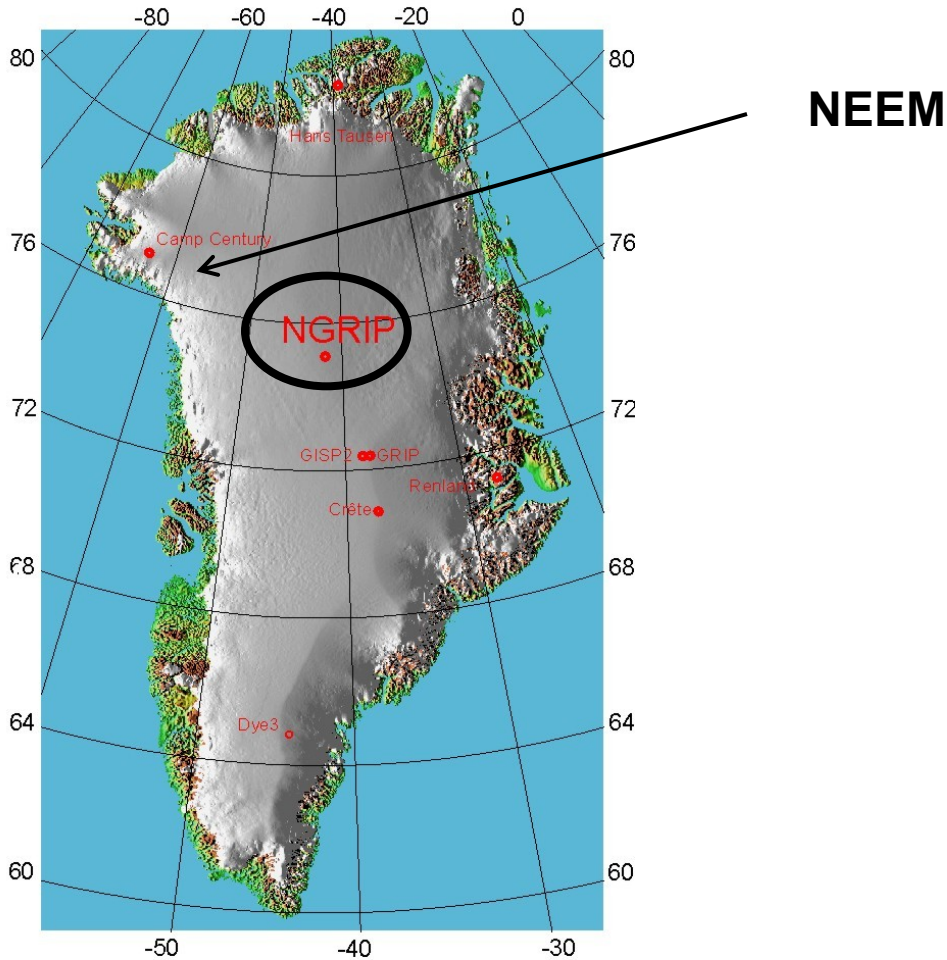 -80 -60 -40 -20 0
80 80
NEEM
Hans Tausen
76 76
Camp Century
NGRIP
72 72
GISP2 GRIP
Renland
Crête
68 68
64 64
Dye3
60 60
-50 -40 -30